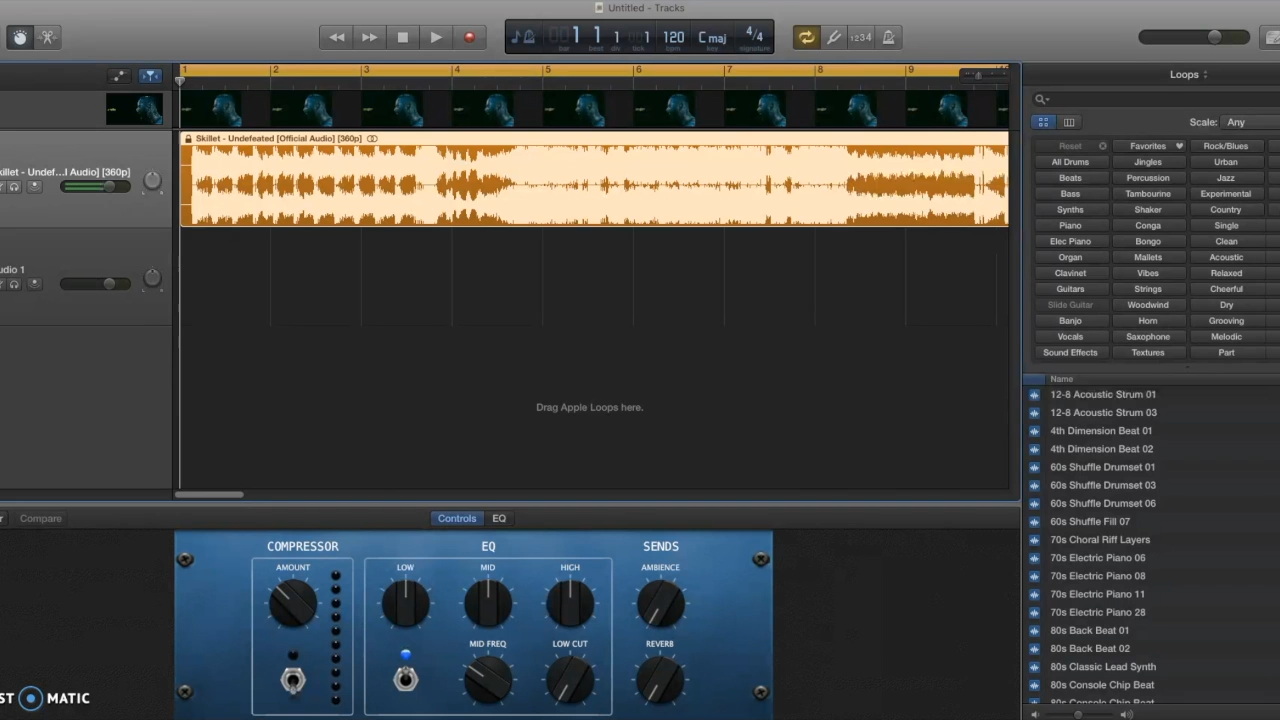 Untitled - Tracks
1 1 1 1 120 C maj 4/4
bar beat div tick bpm key signature
1234
1 2 3 4 5 6 7 8 9
Skillet - Undefeated [Official Audio] [360p]
killet - Undef...l Audio] [360p]
udio 1
Drag Apple Loops here.
Loops
Scale: Any
Reset Favorites Rock/Blues
All Drums Jingles Urban
Beats Percussion Jazz
Bass Tambourine Experimental
Synths Shaker Country
Piano Conga Single
Elec Piano Bongo Clean
Organ Mallets Acoustic
Clavinet Vibes Relaxed
Guitars Strings Cheerful
Slide Guitar Woodwind Dry
Banjo Horn Grooving
Vocals Saxophone Melodic
Sound Effects Textures Part
Name
12-8 Acoustic Strum 01
12-8 Acoustic Strum 03
4th Dimension Beat 01
4th Dimension Beat 02
60s Shuffle Drumset 01
60s Shuffle Drumset 03
60s Shuffle Drumset 06
60s Shuffle Fill 07
70s Choral Riff Layers
70s Electric Piano 06
70s Electric Piano 08
70s Electric Piano 11
70s Electric Piano 28
80s Back Beat 01
80s Back Beat 02
80s Classic Lead Synth
80s Console Chip Beat
80s Console Chip Beat
r Compare
Controls EQ
COMPRESSOR EQ SENDS
AMOUNT LOW MID HIGH AMBIENCE
MID FREQ LOW CUT REVERB
ST MATIC